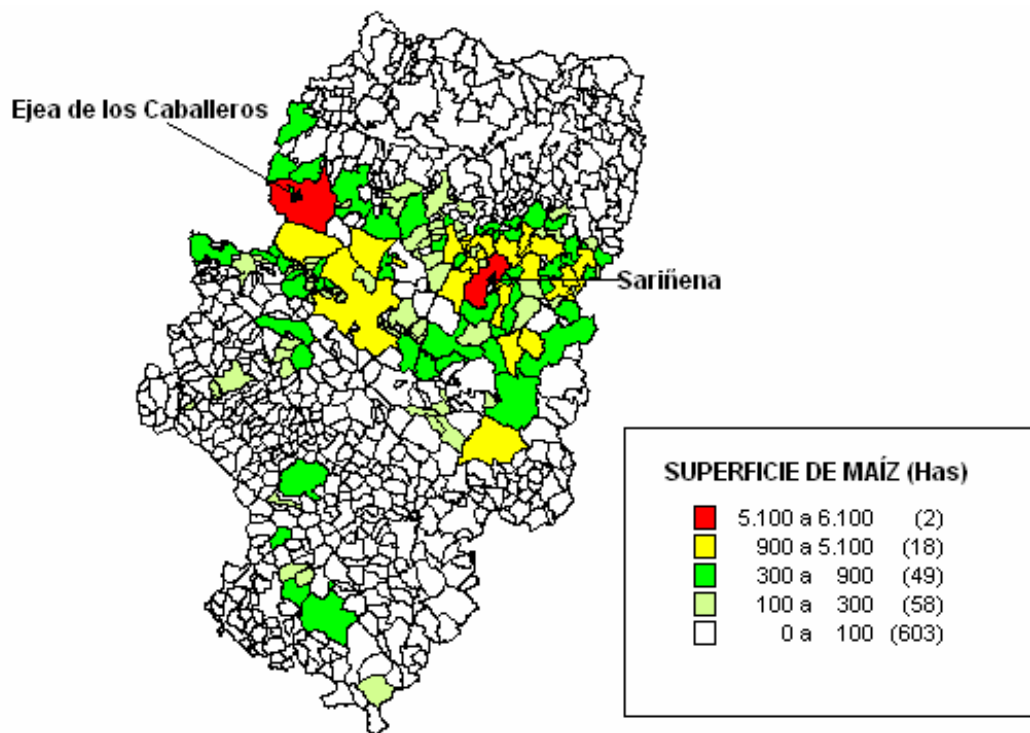 Ejea de los Caballeros
Sariñena
SUPERFICIE DE MAÍZ (Has)
5.100 a 6.100 (2)
900 a 5.100 (18)
300 a 900 (49)
100 a 300 (58)
0 a 100 (603)